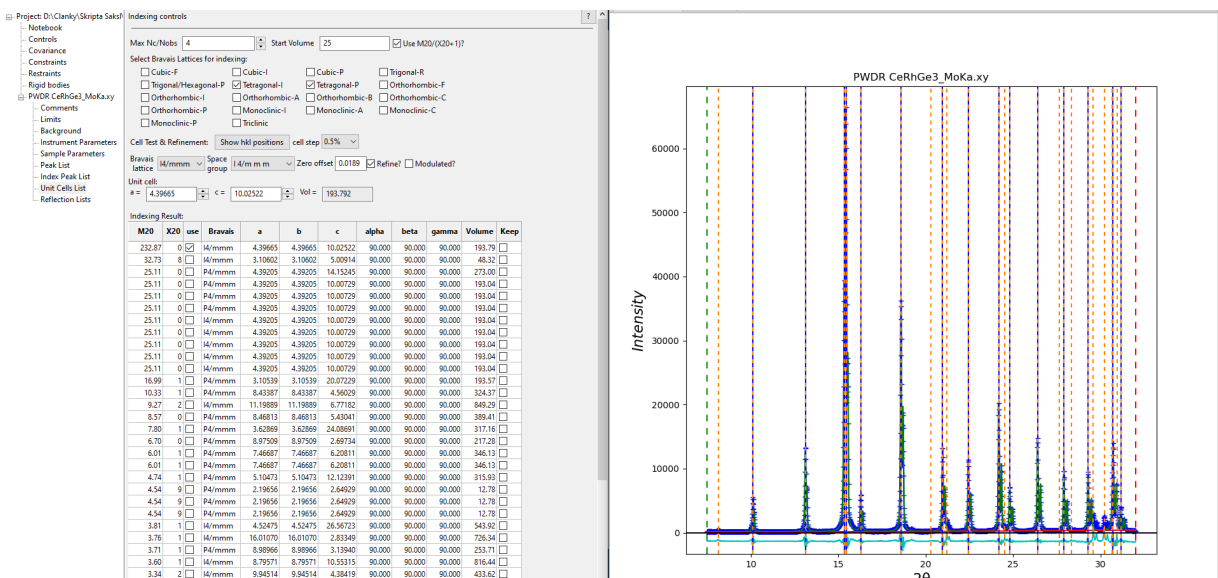 Project: D:\Clanky\Skripta Saksl\
Notebook
Controls
Covariance
Constraints
Restraints
Rigid bodies
PWDR CeRhGe3_MoKa.xy
Comments
Limits
Background
Instrument Parameters
Sample Parameters
Peak List
Index Peak List
Unit Cells List
Reflection Lists
Indexing controls ?
Max Nc/Nobs 4 Start Volume 25 Use M20/(X20+1)?
Select Bravais Lattices for indexing:
Cubic-F Cubic-I Cubic-P Trigonal-R
Trigonal/Hexagonal-P Tetragonal-I Tetragonal-P Orthorhombic-F
Orthorhombic-I Orthorhombic-A Orthorhombic-B Orthorhombic-C
Orthorhombic-P Monoclinic-I Monoclinic-A Monoclinic-C
Monoclinic-P Triclinic
Cell Test & Refinement: Show hkl positions cell step 0.5%
Bravais lattice I4/mmm Space group I 4/m m m Zero offset 0.0189 Refine? Modulated?
Unit cell:
a = 4.39665 c = 10.02522 Vol = 193.792
Indexing Result:
M20 X20 use Bravais a b c alpha beta gamma Volume Keep
232.87 0 I4/mmm 4.39665 4.39665 10.02522 90.000 90.000 90.000 193.79
32.73 8 I4/mmm 3.10602 3.10602 5.00914 90.000 90.000 90.000 48.32
25.11 0 P4/mmm 4.39205 4.39205 14.15245 90.000 90.000 90.000 273.00
25.11 0 P4/mmm 4.39205 4.39205 10.00729 90.000 90.000 90.000 193.04
25.11 0 P4/mmm 4.39205 4.39205 10.00729 90.000 90.000 90.000 193.04
25.11 0 P4/mmm 4.39205 4.39205 10.00729 90.000 90.000 90.000 193.04
25.11 0 I4/mmm 4.39205 4.39205 10.00729 90.000 90.000 90.000 193.04
25.11 0 I4/mmm 4.39205 4.39205 10.00729 90.000 90.000 90.000 193.04
25.11 0 I4/mmm 4.39205 4.39205 10.00729 90.000 90.000 90.000 193.04
25.11 0 I4/mmm 4.39205 4.39205 10.00729 90.000 90.000 90.000 193.04
25.11 0 I4/mmm 4.39205 4.39205 10.00729 90.000 90.000 90.000 193.04
16.99 1 P4/mmm 3.10539 3.10539 20.07229 90.000 90.000 90.000 193.57
10.33 1 P4/mmm 8.43387 8.43387 4.56029 90.000 90.000 90.000 324.37
9.27 2 I4/mmm 11.19889 11.19889 6.77182 90.000 90.000 90.000 849.29
8.57 0 P4/mmm 8.46813 8.46813 5.43041 90.000 90.000 90.000 389.41
7.80 1 P4/mmm 3.62869 3.62869 24.08691 90.000 90.000 90.000 317.16
6.70 0 P4/mmm 8.97509 8.97509 2.69734 90.000 90.000 90.000 217.28
6.01 1 P4/mmm 7.46687 7.46687 6.20811 90.000 90.000 90.000 346.13
6.01 1 P4/mmm 7.46687 7.46687 6.20811 90.000 90.000 90.000 346.13
4.74 1 P4/mmm 5.10473 5.10473 12.12391 90.000 90.000 90.000 315.93
4.54 9 P4/mmm 2.19656 2.19656 2.64929 90.000 90.000 90.000 12.78
4.54 9 P4/mmm 2.19656 2.19656 2.64929 90.000 90.000 90.000 12.78
4.54 9 P4/mmm 2.19656 2.19656 2.64929 90.000 90.000 90.000 12.78
3.81 1 I4/mmm 4.52475 4.52475 26.56723 90.000 90.000 90.000 543.92
3.76 1 I4/mmm 16.01070 16.01070 2.83349 90.000 90.000 90.000 726.34
3.71 1 P4/mmm 8.98966 8.98966 3.13940 90.000 90.000 90.000 253.71
3.60 1 I4/mmm 8.79571 8.79571 10.55315 90.000 90.000 90.000 816.44
3.34 2 I4/mmm 9.94514 9.94514 4.38419 90.000 90.000 90.000 433.62
PWDR CeRhGe3_MoKa.xy
Intensity
60000
50000
40000
30000
20000
10000
0
10 15 20 25 30
2θ